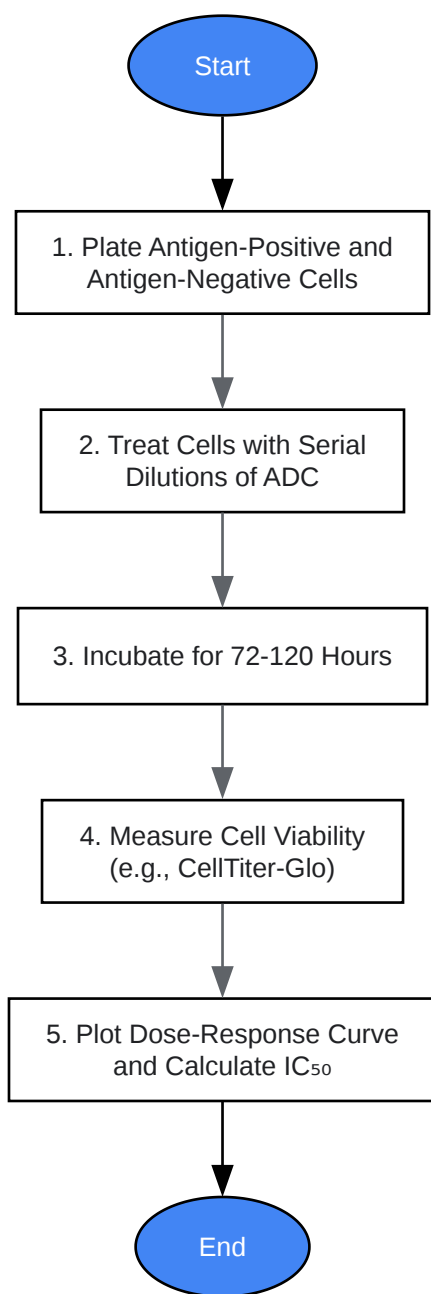 Start
1. Plate Antigen-Positive and
Antigen-Negative Cells
2. Treat Cells with Serial
Dilutions of ADC
3. Incubate for 72-120 Hours
4. Measure Cell Viability
(e.g., CellTiter-Glo)
5. Plot Dose-Response Curve
and Calculate IC₅₀
End